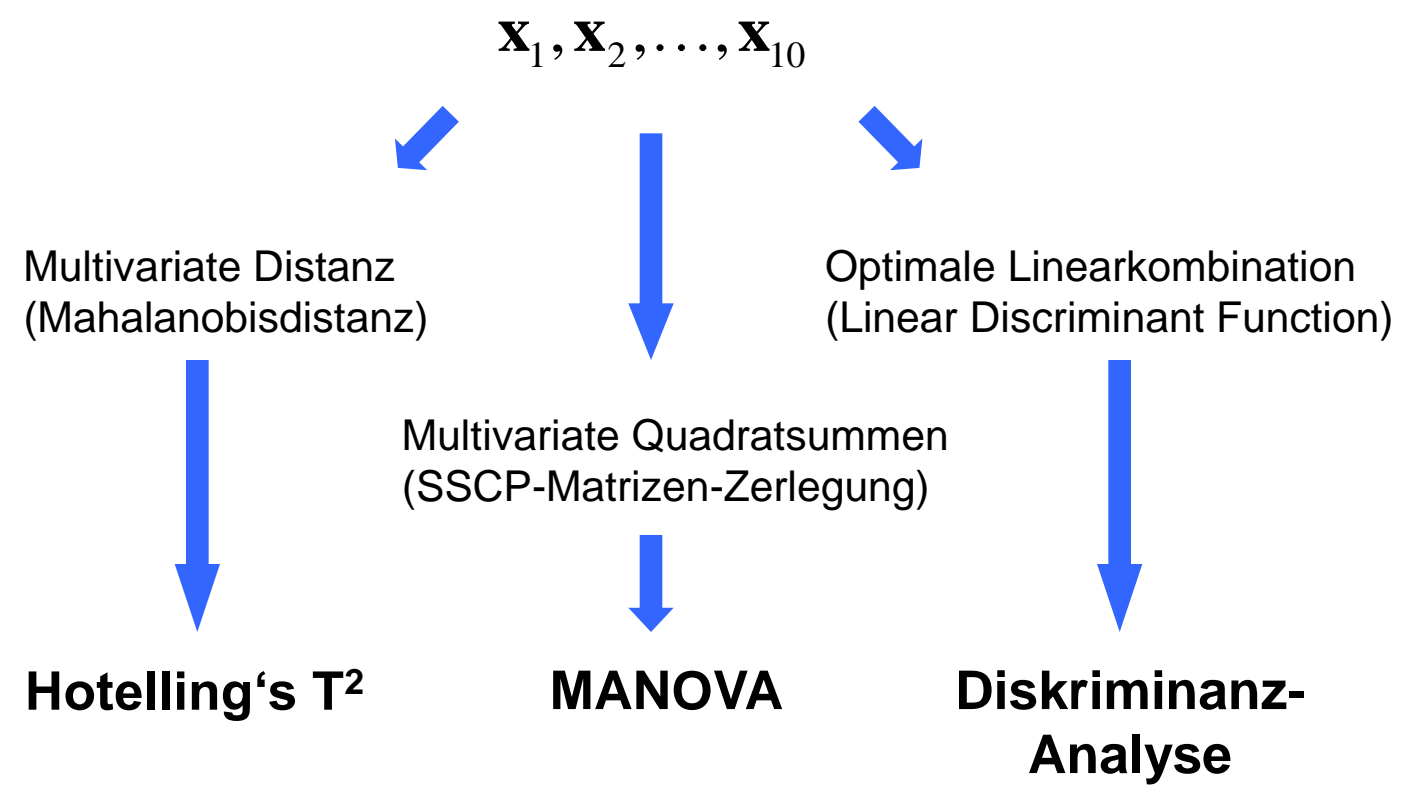 x₁, x₂, …, x₁₀
Multivariate Distanz
(Mahalanobisdistanz)
Optimale Linearkombination
(Linear Discriminant Function)
Multivariate Quadratsummen
(SSCP-Matrizen-Zerlegung)
Hotelling‘s T²
MANOVA
Diskriminanz-
Analyse